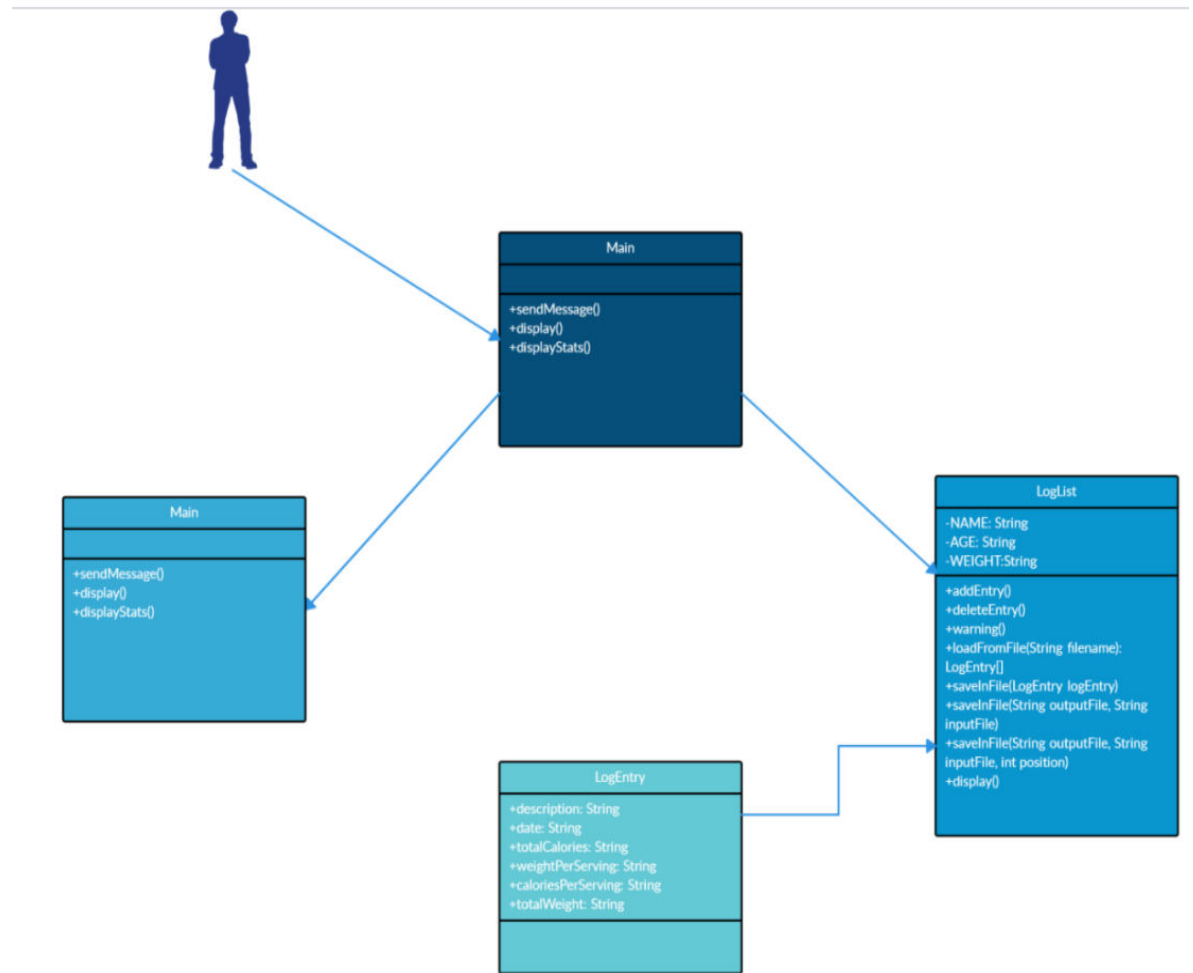 Main
+sendMessage()
+display()
+displayStats()
Main
+sendMessage()
+display()
+displayStats()
LogList
-NAME: String
-AGE: String
-WEIGHT:String
+addEntry()
+deleteEntry()
+warning()
+loadFromFile(String filename):
LogEntry[]
+saveInFile(LogEntry logEntry)
+saveInFile(String outputFile, String
inputFile)
+saveInFile(String outputFile, String
inputFile, int position)
+display()
LogEntry
+description: String
+date: String
+totalCalories: String
+weightPerServing: String
+caloriesPerServing: String
+totalWeight: String